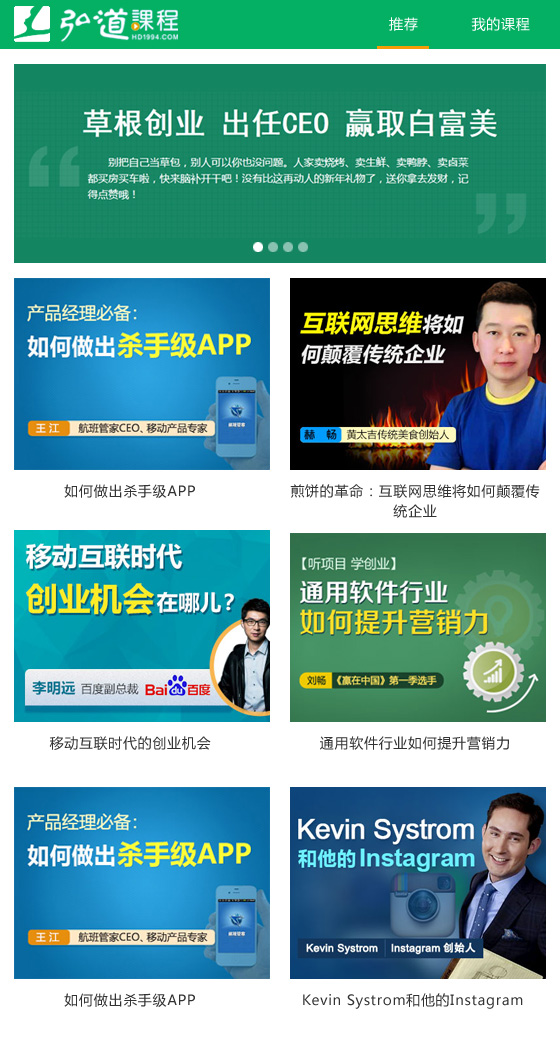 弘道 課程
HD1994.COM
推荐 我的课程
草根创业 出任CEO 赢取白富美
别把自己当草包，别人可以你也没问题。人家卖烧烤、卖生鲜、卖鸭脖、卖卤菜
都买房买车啦，快来脑补开干吧！没有比这再动人的新年礼物了，送你拿去发财，记
得点赞哦！
产品经理必备：
如何做出杀手级APP
王 江 航班管家CEO、移动产品专家
航班管家
如何做出杀手级APP
互联网思维将如
何颠覆传统企业
赫 畅 黄太吉传统美食创始人
煎饼的革命：互联网思维将如何颠覆传
统企业
移动互联时代
创业机会在哪儿？
李明远 百度副总裁 Bai du 百度
移动互联时代的创业机会
【听项目 学创业】
通用软件行业
如何提升营销力
刘畅 《赢在中国》第一季选手
通用软件行业如何提升营销力
产品经理必备：
如何做出杀手级APP
王 江 航班管家CEO、移动产品专家
航班管家
如何做出杀手级APP
Kevin Systrom
和他的 Instagram
Kevin Systrom Instagram 创始人
Kevin Systrom和他的Instagram